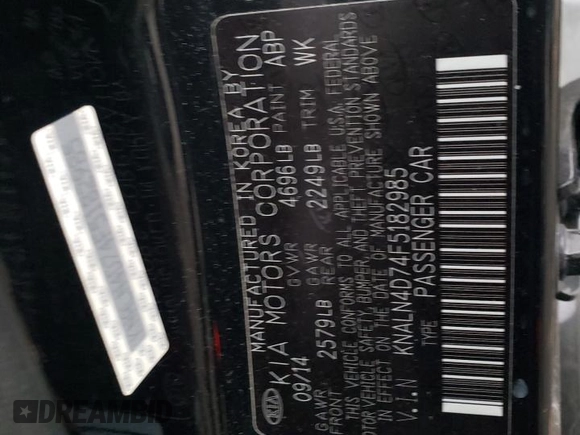 MANUFACTURED IN KOREA BY
KIA
KIA MOTORS CORPORATION
09/14 GVWR 4696LB PAINT ABP
GAWR FRONT 2579LB GAWR REAR 2249LB TRIM WK
THIS VEHICLE CONFORMS TO ALL APPLICABLE U.S.A. FEDERAL
MOTOR VEHICLE SAFETY, BUMPER, AND THEFT PREVENTION STANDARDS
IN EFFECT ON THE DATE OF MANUFACTURE SHOWN ABOVE.
V.I.N KNALN4D74F5182985
TYPE PASSENGER CAR
DREAMBID